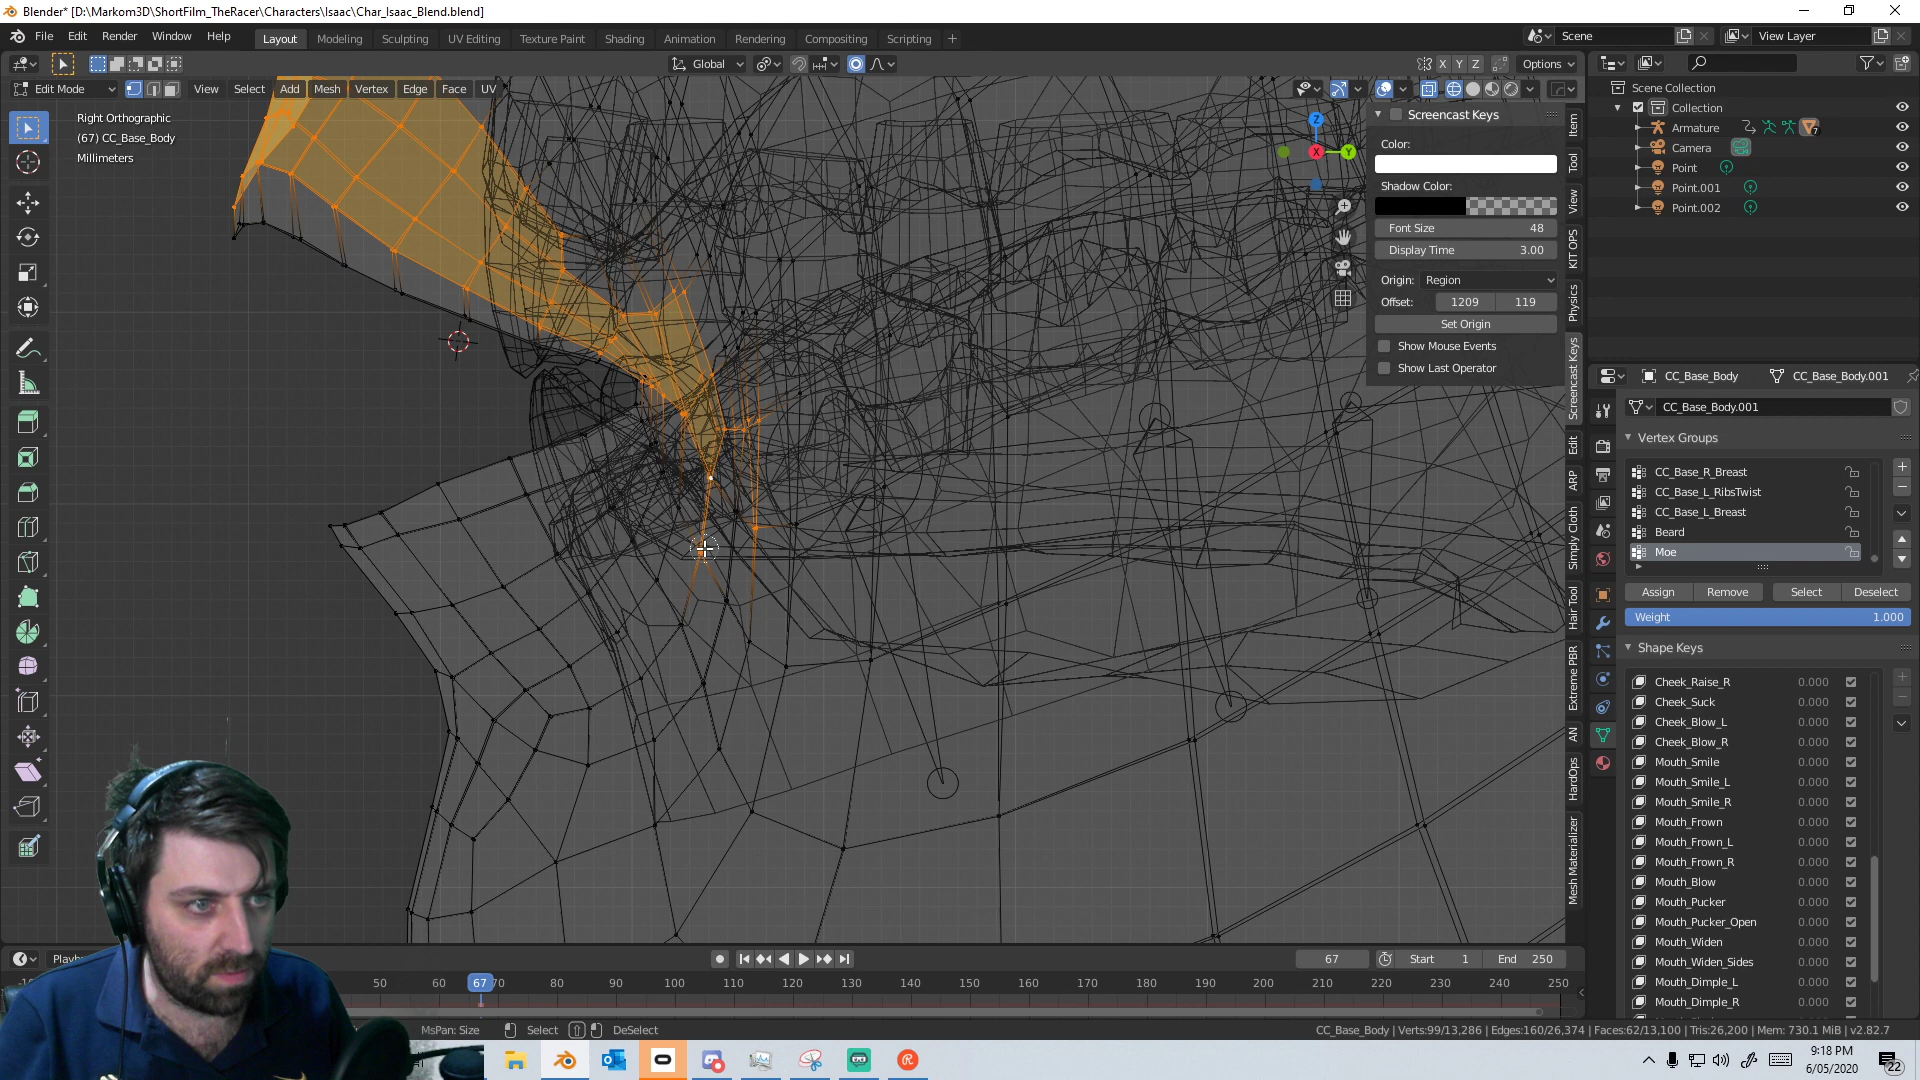 Blender* [D:\Markom3D\ShortFilm_TheRacer\Characters\Isaac\Char_Isaac_Blend.blend]
File Edit Render Window Help Layout Modeling Sculpting UV Editing Texture Paint Shading Animation Rendering Compositing Scripting + Scene View Layer
Global X Y Z Options
Edit Mode View Select Add Mesh Vertex Edge Face UV
Right Orthographic
(67) CC_Base_Body
Millimeters
Screencast Keys
Color:
Shadow Color:
Font Size 48
Display Time 3.00
Origin: Region
Offset: 1209 119
Set Origin
Show Mouse Events
Show Last Operator
Z
X
Y
Item
Tool
View
KIT OPS
Physics
Screencast Keys
Edit
ARP
Simply Cloth
Hair Tool
Extreme PBR
AN
HardOps
Mesh Materializer
Scene Collection
Collection
Armature 7
Camera
Point
Point.001
Point.002
CC_Base_Body CC_Base_Body.001
CC_Base_Body.001
Vertex Groups
CC_Base_R_Breast
CC_Base_L_RibsTwist
CC_Base_L_Breast
Beard
Moe
Assign Remove Select Deselect
Weight 1.000
Shape Keys
Cheek_Raise_R 0.000
Cheek_Suck 0.000
Cheek_Blow_L 0.000
Cheek_Blow_R 0.000
Mouth_Smile 0.000
Mouth_Smile_L 0.000
Mouth_Smile_R 0.000
Mouth_Frown 0.000
Mouth_Frown_L 0.000
Mouth_Frown_R 0.000
Mouth_Blow 0.000
Mouth_Pucker 0.000
Mouth_Pucker_Open 0.000
Mouth_Widen 0.000
Mouth_Widen_Sides 0.000
Mouth_Dimple_L 0.000
Mouth_Dimple_R 0.000
67 Start 1 End 250
50 60 67 70 80 90 100 110 120 130 140 150 160 170 180 190 200 210 220 230 240 250
MsPan: Size Select DeSelect CC_Base_Body | Verts:99/13,286 | Edges:160/26,374 | Faces:62/13,100 | Tris:26,200 | Mem: 730.1 MiB | v2.82.7
9:18 PM
6/05/2020
22